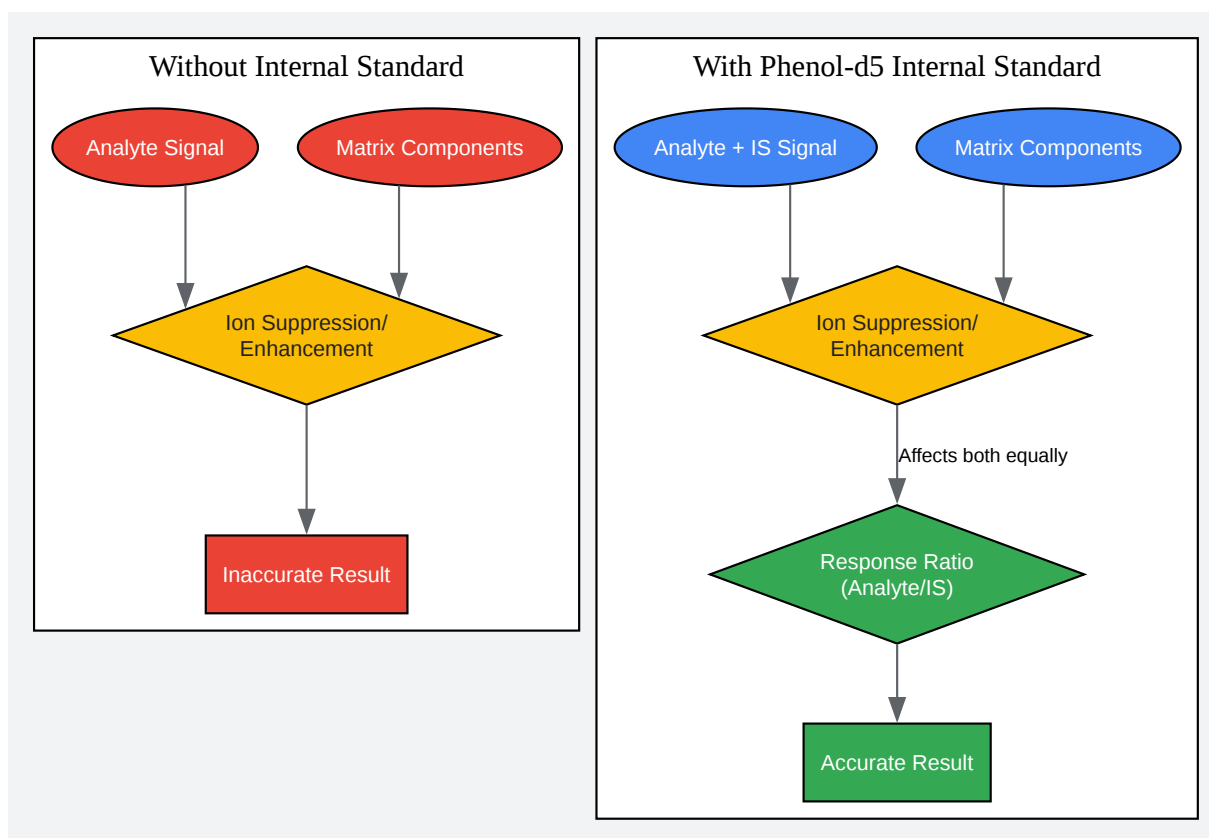 Without Internal Standard
Analyte Signal
Matrix Components
Ion Suppression/
Enhancement
Inaccurate Result
With Phenol-d5 Internal Standard
Analyte + IS Signal
Matrix Components
Ion Suppression/
Enhancement
Affects both equally
Response Ratio
(Analyte/IS)
Accurate Result